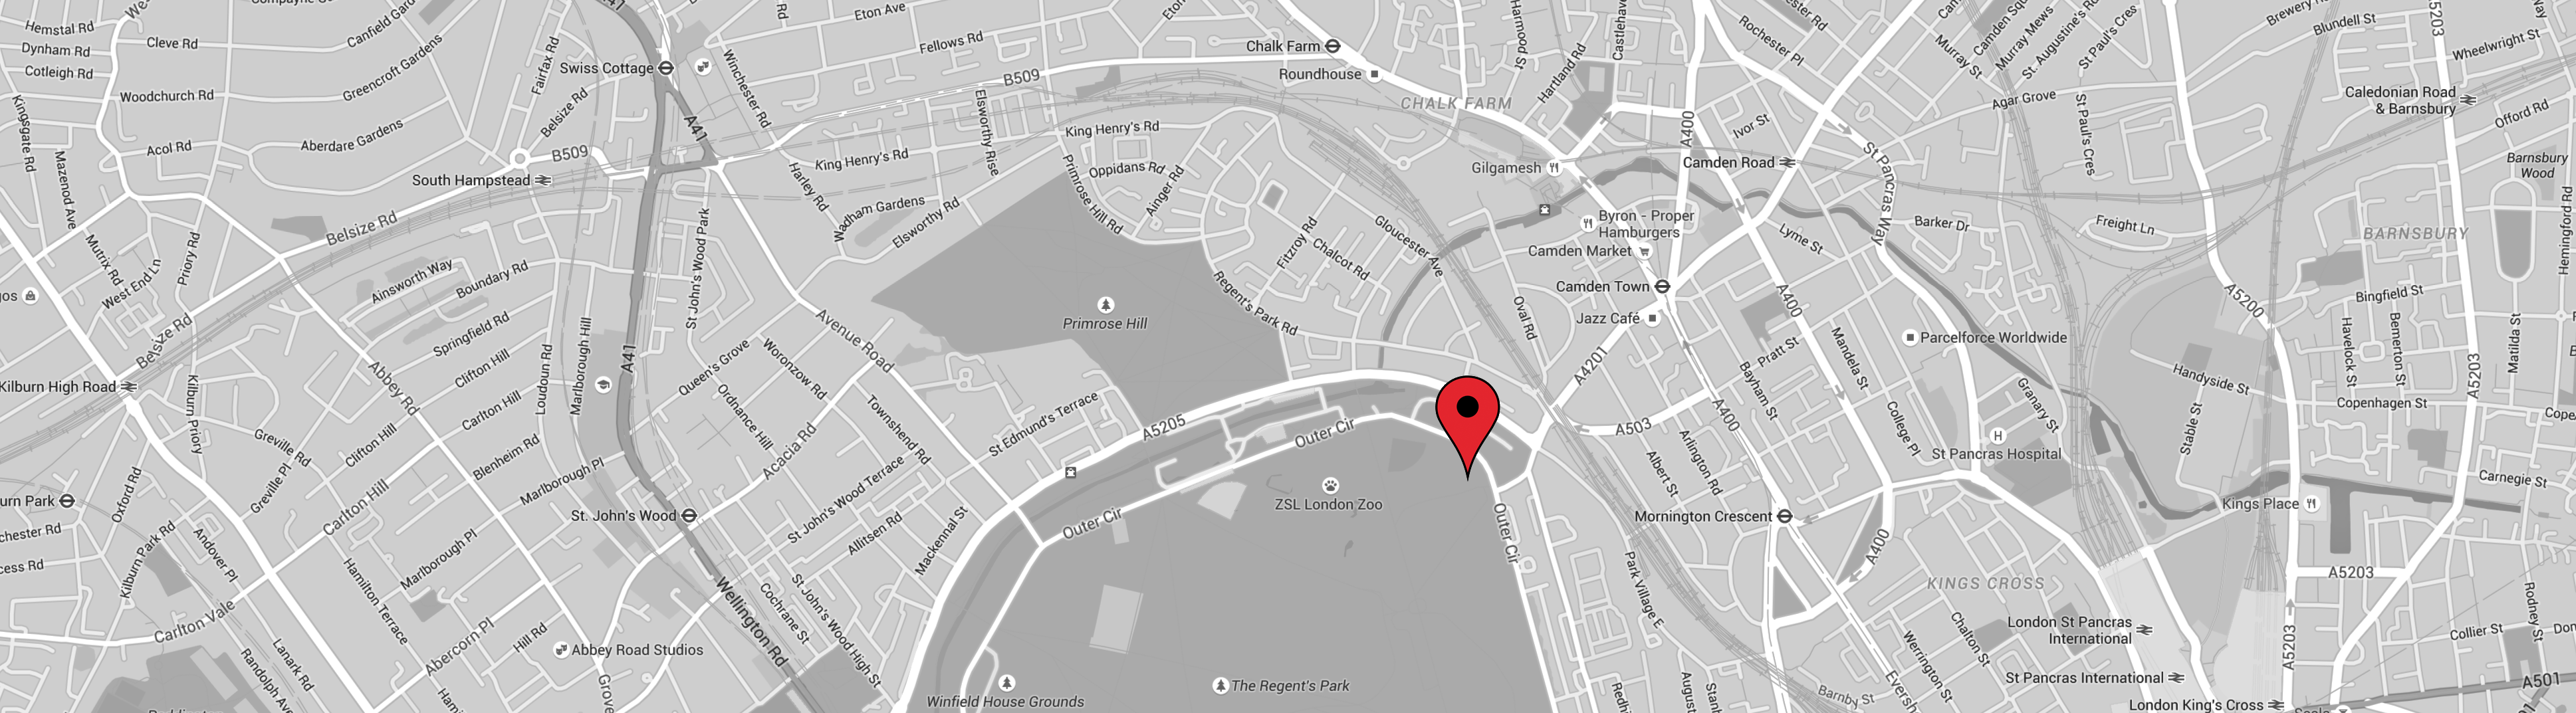 Hemstal Rd
Cleve Rd
Dynham Rd
Cotleigh Rd
Woodchurch Rd
Kingsgate Rd
Mazenod Ave
Acol Rd
Mutrix Rd
West End Ln
Priory Rd
Canfield Gardens
Greencroft Gardens
Aberdare Gardens
Fairfax Rd
Belsize Rd
B509
South Hampstead
Belsize Rd
Belsize Rd
Kilburn High Road
Kilburn Priory
Swiss Cottage
A41
A41
A41
Winchester Rd
Eton Ave
Fellows Rd
B509
Harley Rd
King Henry's Rd
King Henry's Rd
Elsworthy Rise
Wadham Gardens
Elsworthy Rd
Primrose Hill Rd
Oppidans Rd
Ainger Rd
Chalk Farm
Roundhouse
CHALK FARM
Harmood St
Hartland Rd
Gilgamesh
Byron - Proper
Hamburgers
Camden Market
Camden Town
Jazz Café
Camden Road
A400
Ivor St
Rochester Pl
Murray St
Murray Mews
Camden Sq
St. Augustine's Rd
St Paul's Cres
St Paul's Cres
Agar Grove
Brewery Rd
Blundell St
A5203
Wheelwright St
Caledonian Road
& Barnsbury
Offord Rd
Barnsbury
Wood
Hemingford Rd
BARNSBURY
Freight Ln
Barker Dr
St Pancras Way
Lyme St
A400
Primrose Hill
Fitzroy Rd
Chalcot Rd
Gloucester Ave
Regent's Park Rd
Oval Rd
A4201
A503
Pratt St
Bayham St
Mandela St
College Pl
Parcelforce Worldwide
St Pancras Hospital
Granary St
Handyside St
Stable St
A5200
Bingfield St
Havelock St
Bemerton St
Matilda St
Copenhagen St
A5203
Carnegie St
Kings Place
A5203
A5203
Rodney St
Collier St
A501
Ainsworth Way
Boundary Rd
Springfield Rd
Clifton Hill
Carlton Hill
Abbey Rd
Clifton Hill
Carlton Hill
Greville Rd
Greville Pl
Loudoun Rd
Marlborough Hill
Blenheim Rd
Marlborough Pl
Marlborough Pl
Hamilton Terrace
Abercorn Pl
Hill Rd
Abbey Road Studios
St. John's Wood
St John's Wood Park
Queen's Grove
Woronzow Rd
Ordnance Hill
Acacia Rd
Avenue Road
Townshend Rd
St Edmund's Terrace
St John's Wood Terrace
Allitsen Rd
Mackennal St
Cochrane St
St John's Wood High St
Wellington Rd
A5205
Outer Cir
Outer Cir
Outer Cir
ZSL London Zoo
The Regent's Park
Winfield House Grounds
Albert St
Arlington Rd
A400
Mornington Crescent
Park Village E
A400
KINGS CROSS
Chalton St
Werrington St
Barnby St
London St Pancras
International
St Pancras International
London King's Cross
Oxford Rd
Kilburn Park Rd
Andover Pl
Carlton Vale
Lanark Rd
Randolph Ave